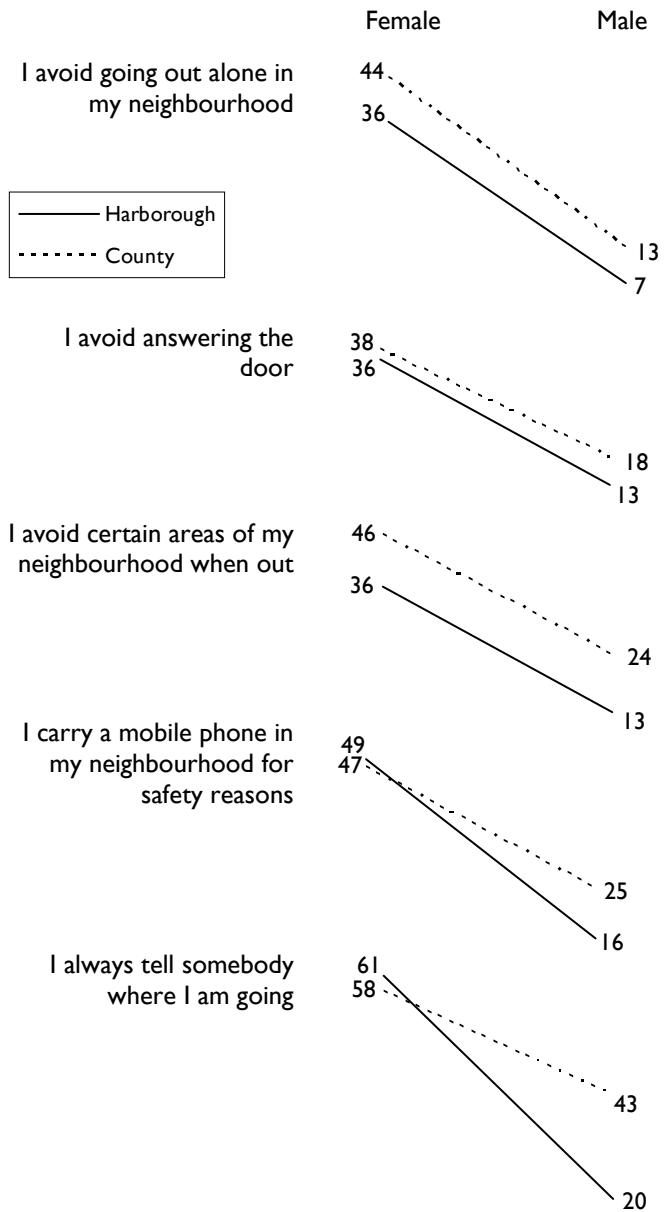 Female Male
I avoid going out alone in
my neighbourhood
44
36
13
7
Harborough
County
I avoid answering the
door
38
36
18
13
I avoid certain areas of my
neighbourhood when out
46
36
24
13
I carry a mobile phone in
my neighbourhood for
safety reasons
49
47
25
16
I always tell somebody
where I am going
61
58
43
20